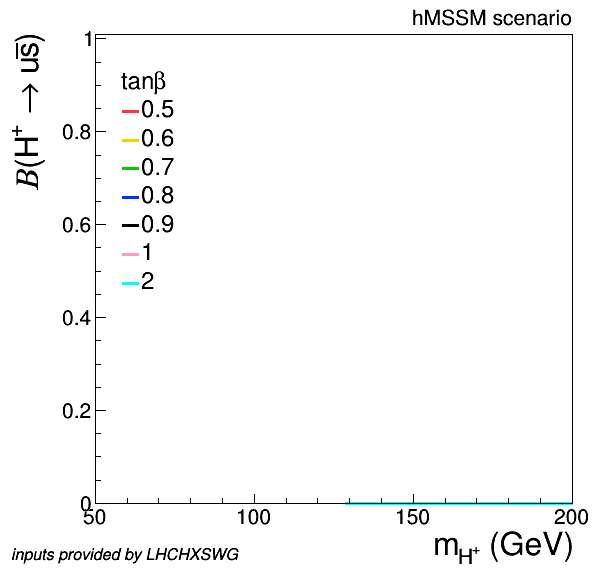 hMSSM scenario
B(H⁺ → us̅)
1
0.8
0.6
0.4
0.2
0
tanβ
0.5
0.6
0.7
0.8
0.9
1
2
50 100 150 200
m_H⁺ (GeV)
inputs provided by LHCHXSWG